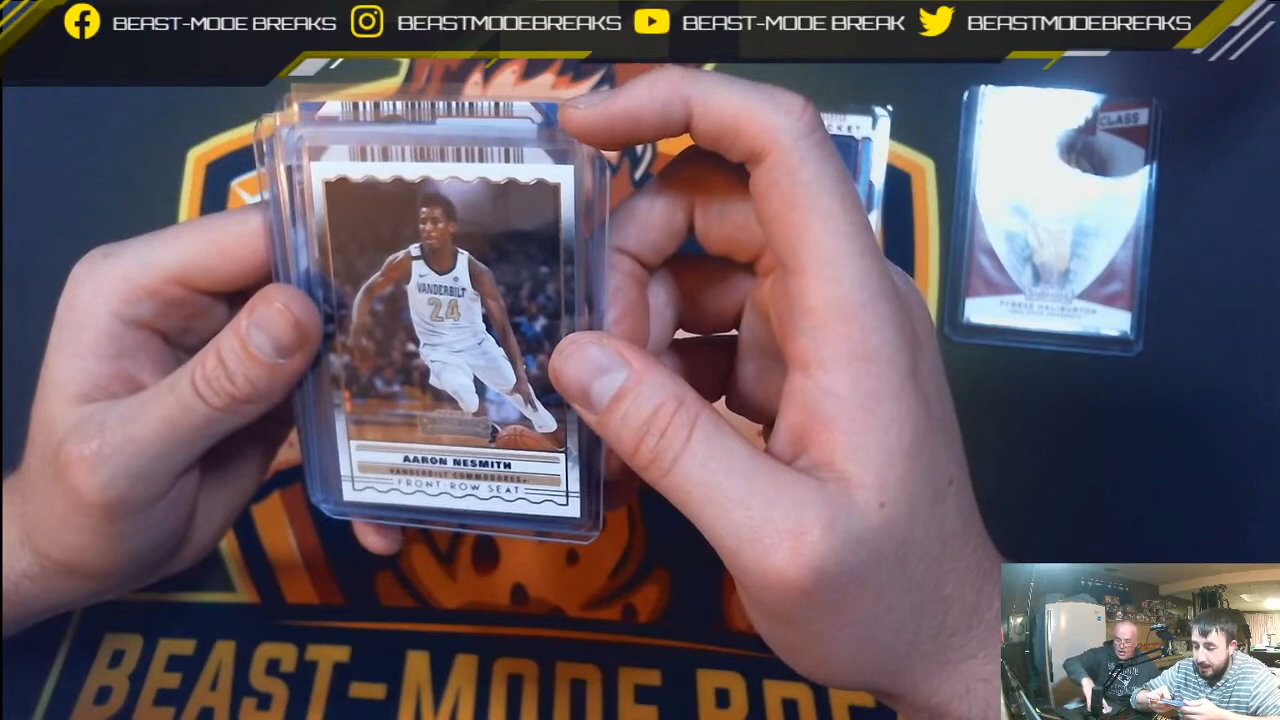 BEAST-MODE BREAKS
BEASTMODEBREAKS
BEAST-MODE BREAK
BEASTMODEBREAKS
CLASS
VANDERBILT
24
TYRESE HALIBURTON
AARON NESMITH
VANDERBILT COMMODORES
FRONT-ROW SEAT
BEAST-MODE BRE